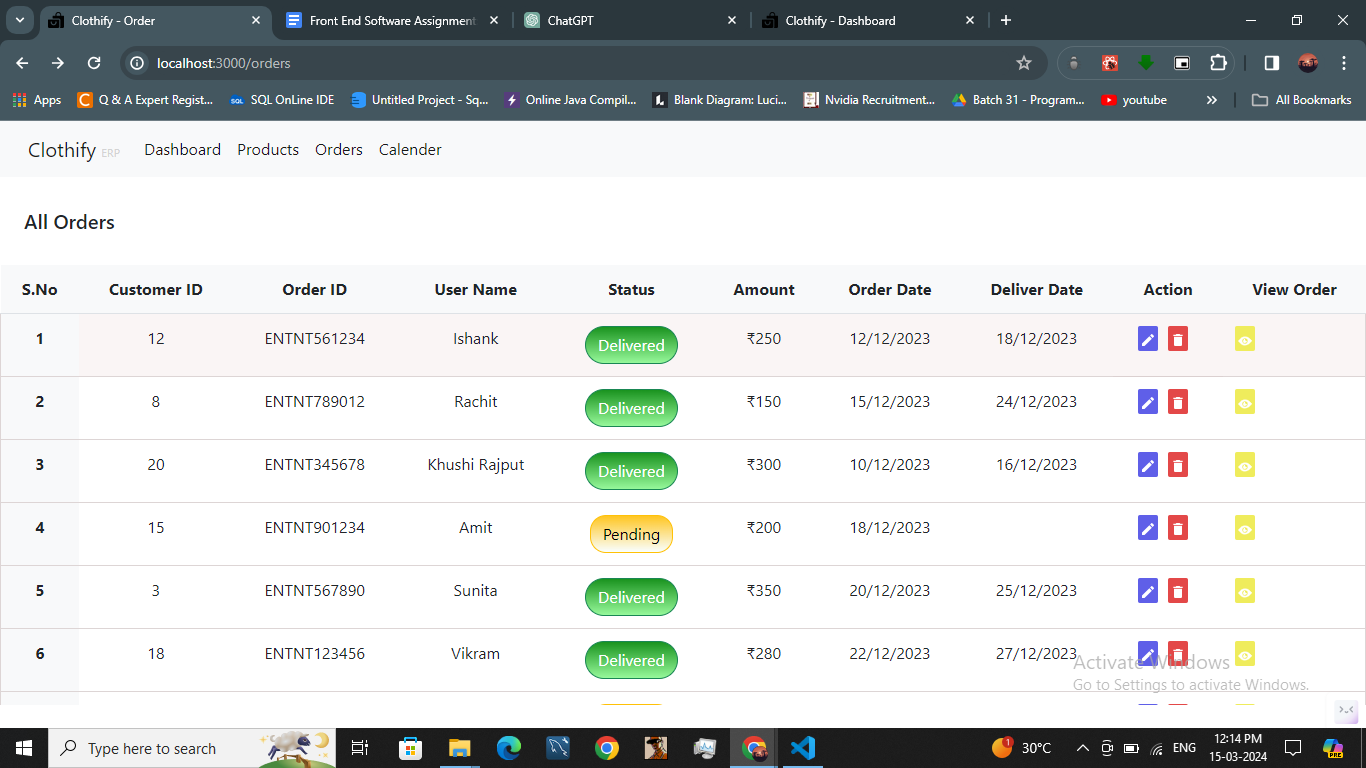 Clothify - Order
Front End Software Assignment
ChatGPT
Clothify - Dashboard
localhost:3000/orders
Apps
Q & A Expert Regist...
SQL OnLine IDE
Untitled Project - Sq...
Online Java Compil...
Blank Diagram: Luci...
Nvidia Recruitment...
Batch 31 - Program...
youtube
»
All Bookmarks
Clothify ERP Dashboard Products Orders Calender
All Orders
S.No Customer ID Order ID User Name Status Amount Order Date Deliver Date Action View Order
1 12 ENTNT561234 Ishank Delivered ₹250 12/12/2023 18/12/2023
2 8 ENTNT789012 Rachit Delivered ₹150 15/12/2023 24/12/2023
3 20 ENTNT345678 Khushi Rajput Delivered ₹300 10/12/2023 16/12/2023
4 15 ENTNT901234 Amit Pending ₹200 18/12/2023
5 3 ENTNT567890 Sunita Delivered ₹350 20/12/2023 25/12/2023
6 18 ENTNT123456 Vikram Delivered ₹280 22/12/2023 27/12/2023
Activate Windows
Go to Settings to activate Windows.
Type here to search
30°C
ENG
12:14 PM
15-03-2024